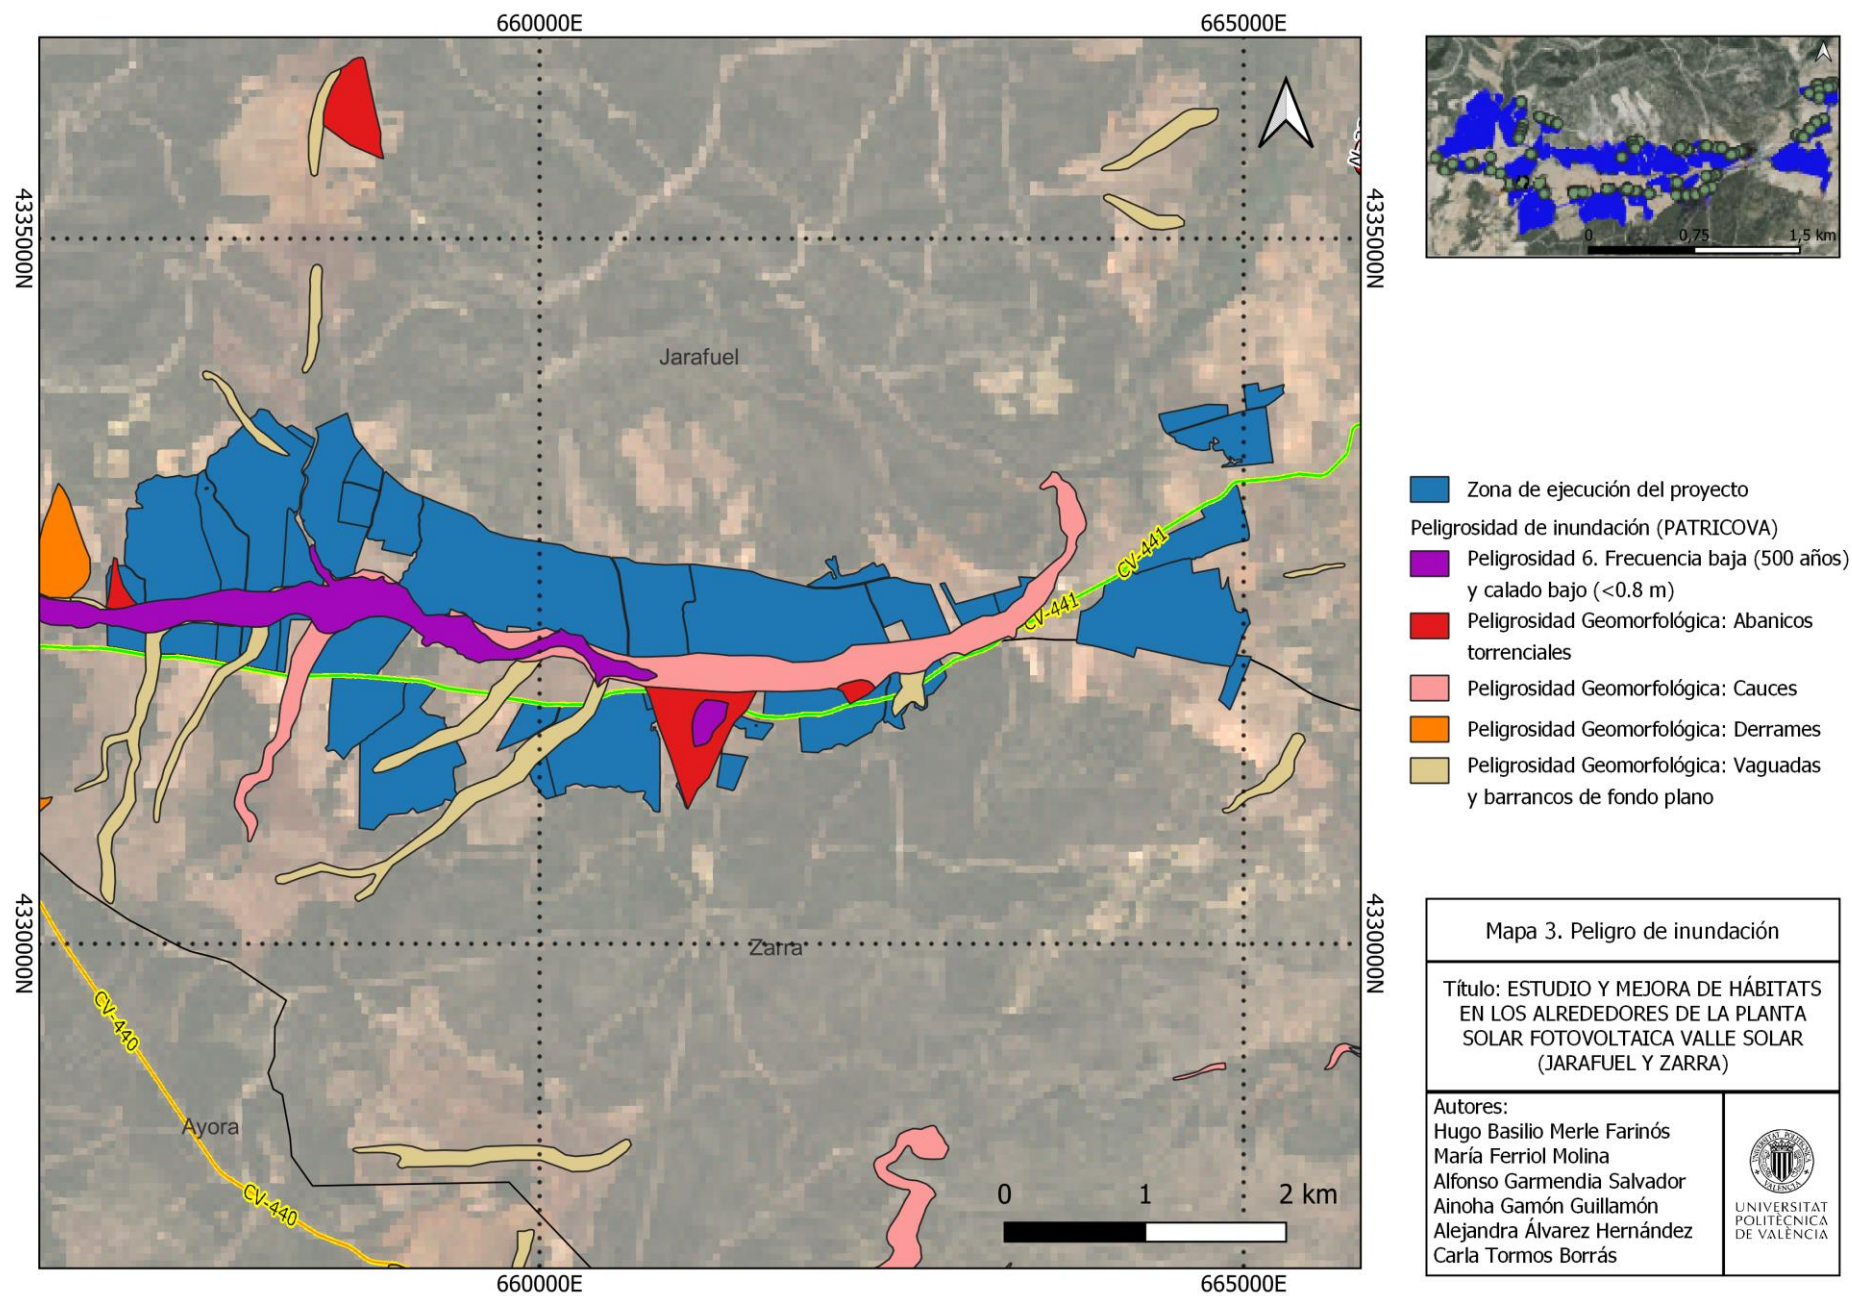 660000E
665000E
4335000N
4335000N
Jarafuel
CV-441
CV-441
4330000N
4330000N
Zarra
CV-440
Ayora
CV-440
0 1 2 km
660000E
665000E
0 0,75 1,5 km
Zona de ejecución del proyecto
Peligrosidad de inundación (PATRICOVA)
Peligrosidad 6. Frecuencia baja (500 años)
y calado bajo (<0.8 m)
Peligrosidad Geomorfológica: Abanicos
torrenciales
Peligrosidad Geomorfológica: Cauces
Peligrosidad Geomorfológica: Derrames
Peligrosidad Geomorfológica: Vaguadas
y barrancos de fondo plano
Mapa 3. Peligro de inundación
Título: ESTUDIO Y MEJORA DE HÁBITATS
EN LOS ALREDEDORES DE LA PLANTA
SOLAR FOTOVOLTAICA VALLE SOLAR
(JARAFUEL Y ZARRA)
Autores:
Hugo Basilio Merle Farinós
María Ferriol Molina
Alfonso Garmendia Salvador
Ainoha Gamón Guillamón
Alejandra Álvarez Hernández
Carla Tormos Borrás
UNIVERSITAT
POLITÈCNICA
DE VALÈNCIA